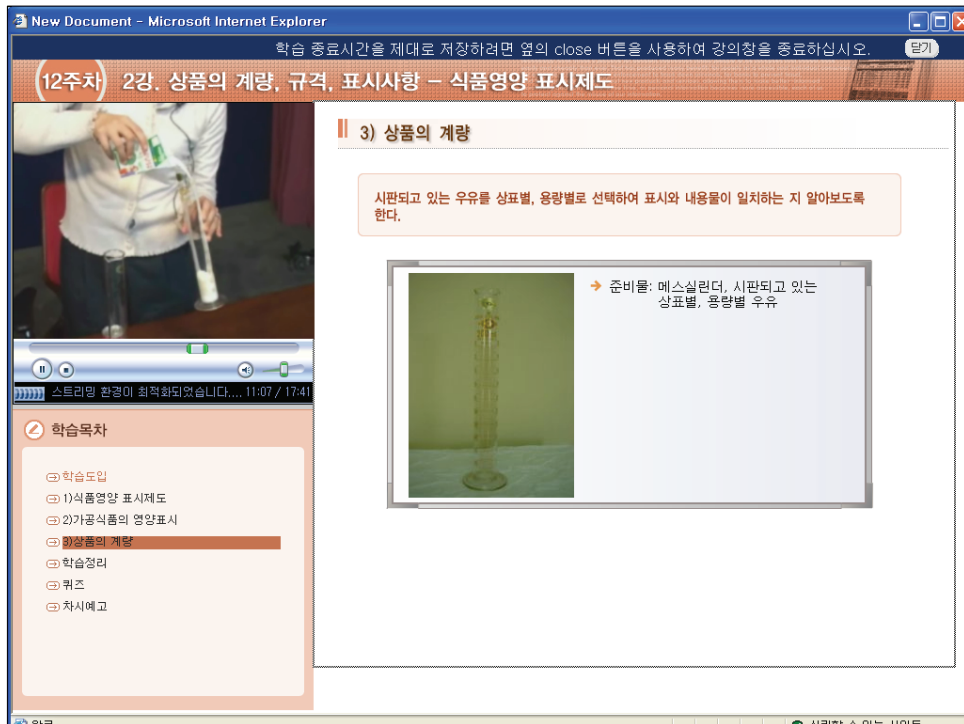 New Document - Microsoft Internet Explorer
학습 종료시간을 제대로 저장하려면 옆의 close 버튼을 사용하여 강의창을 종료하십시오.
닫기
12주차 2강. 상품의 계량, 규격, 표시사항 – 식품영양 표시제도
3) 상품의 계량
시판되고 있는 우유를 상표별, 용량별로 선택하여 표시와 내용물이 일치하는 지 알아보도록
한다.
➔ 준비물: 메스실린더, 시판되고 있는
상표별, 용량별 우유
스트리밍 환경이 최적화되었습니다.... 11:07 / 17:41
학습목차
학습도입
1)식품영양 표시제도
2)가공식품의 영양표시
3)상품의 계량
학습정리
퀴즈
차시예고